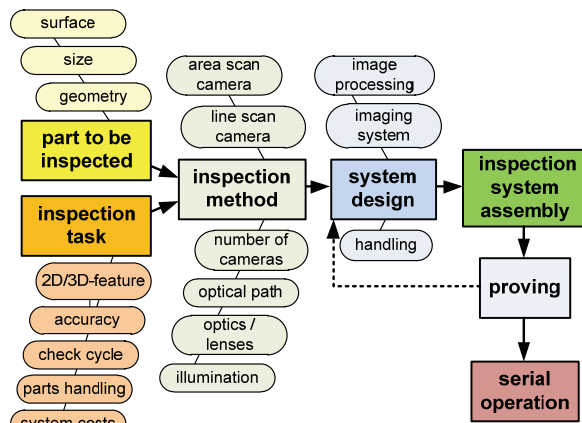 surface
size
geometry
part to be
inspected
inspection
task
2D/3D-feature
accuracy
check cycle
parts handling
system costs
area scan
camera
line scan
camera
inspection
method
number of
cameras
optical path
optics /
lenses
illumination
image
processing
imaging
system
system
design
handling
inspection
system
assembly
proving
serial
operation